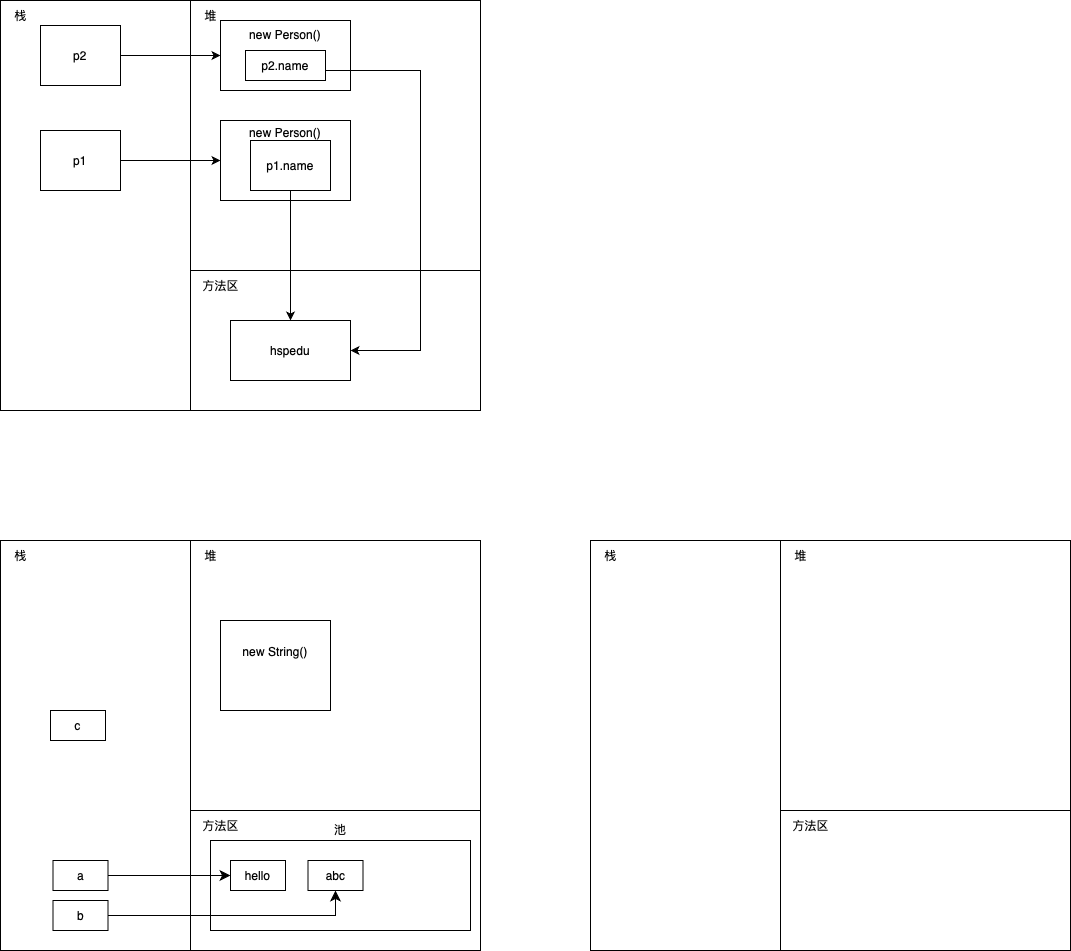 栈
堆
new Person()
p2
p2.name
new Person()
p1
p1.name
方法区
hspedu
栈
堆
new String()
c
方法区
池
a
hello
abc
b
栈
堆
方法区